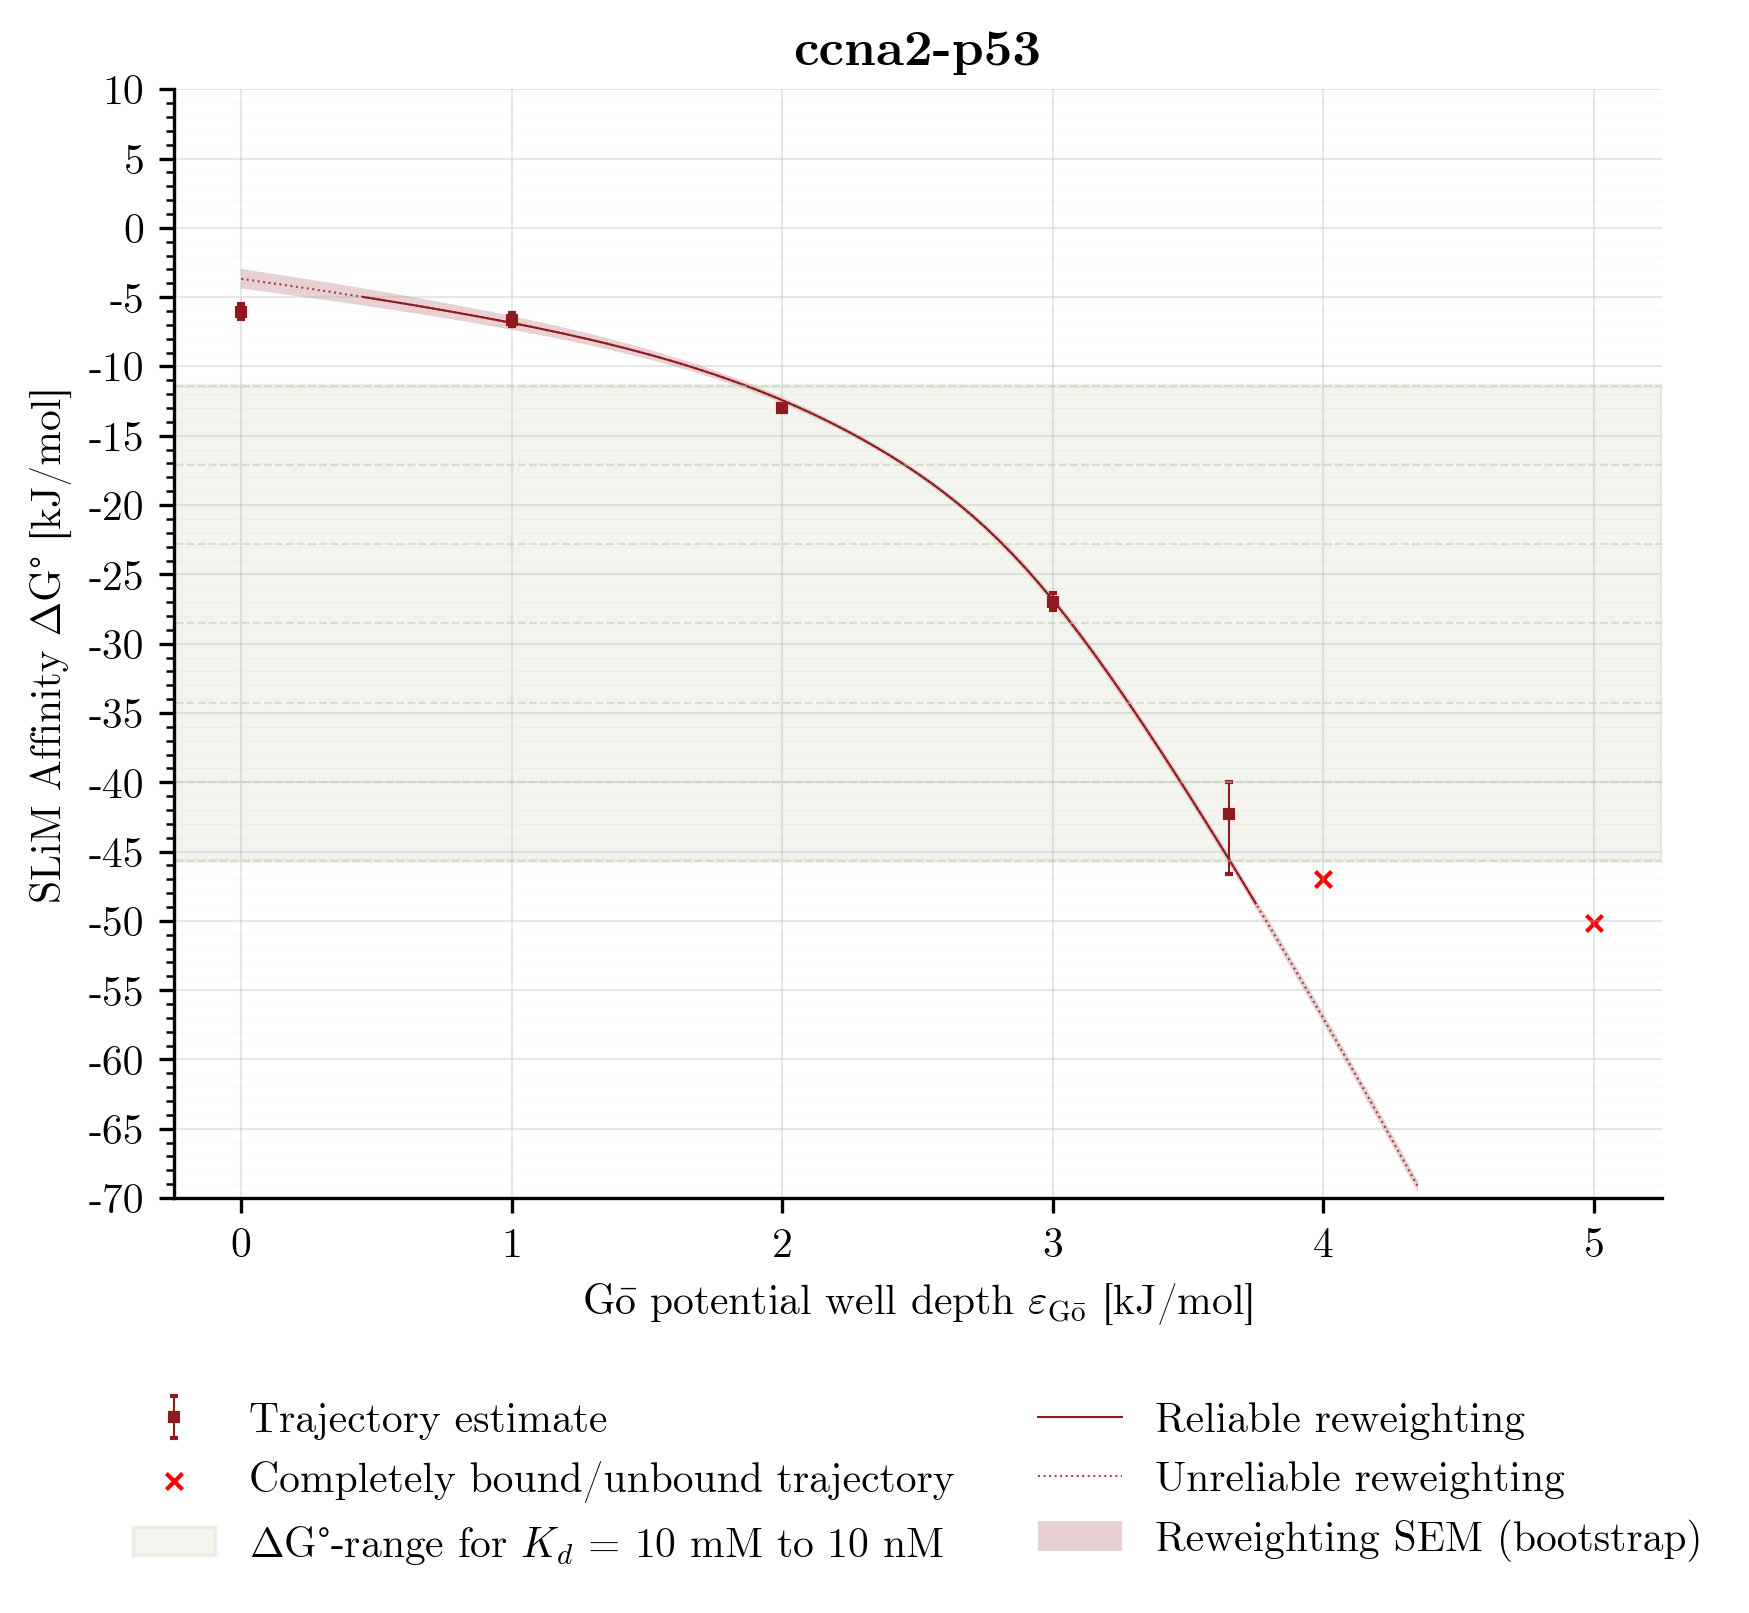 ccna2-p53
SLiM Affinity ΔG° [kJ/mol]
10
5
0
-5
-10
-15
-20
-25
-30
-35
-40
-45
-50
-55
-60
-65
-70
0 1 2 3 4 5
Gō potential well depth εGō [kJ/mol]
Trajectory estimate
Completely bound/unbound trajectory
ΔG°-range for Kd = 10 mM to 10 nM
Reliable reweighting
Unreliable reweighting
Reweighting SEM (bootstrap)